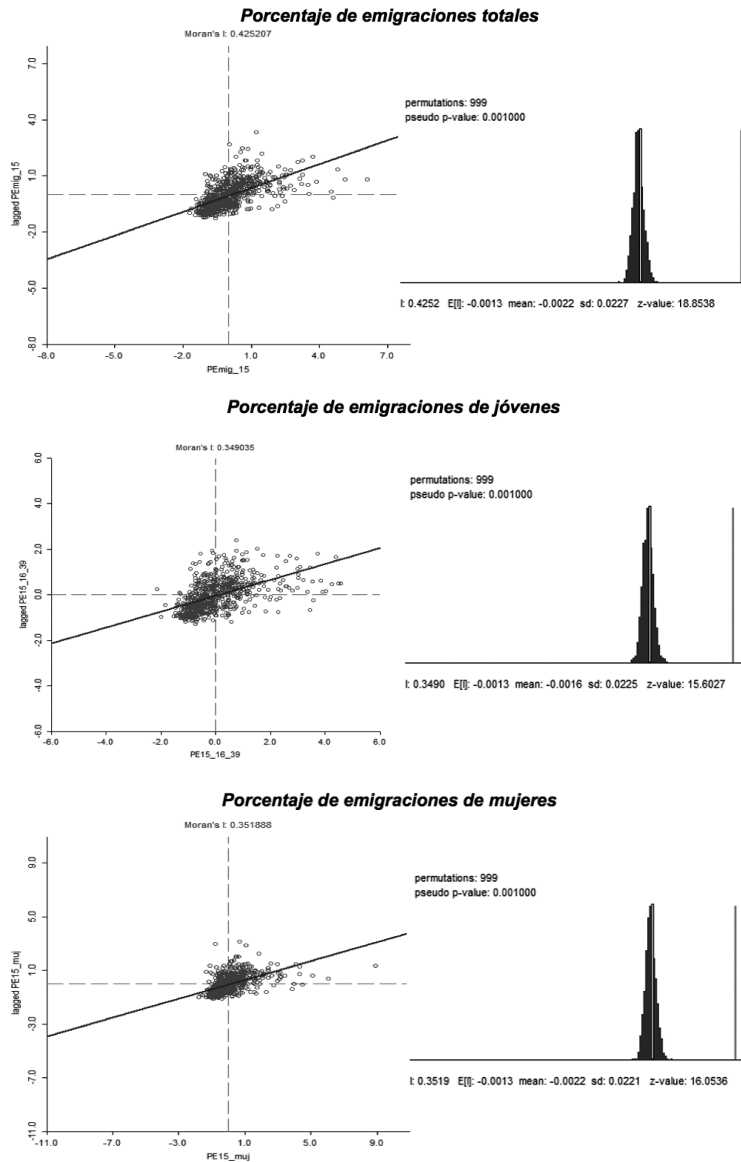 Porcentaje de emigraciones totales
Moran's I: 0.425207
7.0
4.0
1.0
-2.0
-5.0
-8.0
lagged PEmig_15
-8.0 -5.0 -2.0 1.0 4.0 7.0
PEmig_15
permutations: 999
pseudo p-value: 0.001000
I: 0.4252 E[I]: -0.0013 mean: -0.0022 sd: 0.0227 z-value: 18.8538
Porcentaje de emigraciones de jóvenes
Moran's I: 0.349035
6.0
4.0
2.0
0.0
-2.0
-4.0
-6.0
lagged PE15_16_39
-6.0 -4.0 -2.0 0.0 2.0 4.0 6.0
PE15_16_39
permutations: 999
pseudo p-value: 0.001000
I: 0.3490 E[I]: -0.0013 mean: -0.0016 sd: 0.0225 z-value: 15.6027
Porcentaje de emigraciones de mujeres
Moran's I: 0.351888
9.0
5.0
1.0
-3.0
-7.0
-11.0
lagged PE15_muj
-11.0 -7.0 -3.0 1.0 5.0 9.0
PE15_muj
permutations: 999
pseudo p-value: 0.001000
I: 0.3519 E[I]: -0.0013 mean: -0.0022 sd: 0.0221 z-value: 16.0536